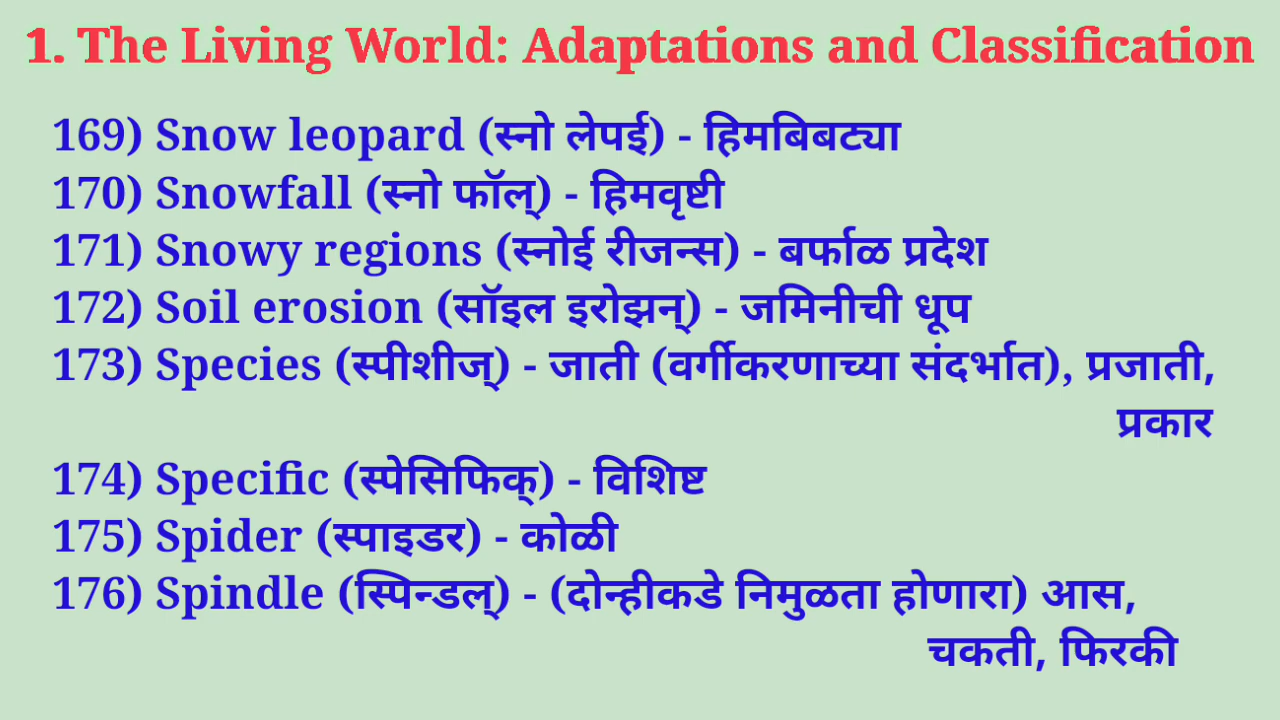 1. The Living World: Adaptations and Classification
169) Snow leopard (स्नो लेपई) - हिमबिबट्या
170) Snowfall (स्नो फॉल्) - हिमवृष्टी
171) Snowy regions (स्नोई रीजन्स) - बर्फाळ प्रदेश
172) Soil erosion (सॉइल इरोझन्) - जमिनीची धूप
173) Species (स्पीशीज्) - जाती (वर्गीकरणाच्या संदर्भात), प्रजाती,
प्रकार
174) Specific (स्पेसिफिक्) - विशिष्ट
175) Spider (स्पाइडर) - कोळी
176) Spindle (स्पिन्डल्) - (दोन्हीकडे निमुळता होणारा) आस,
चकती, फिरकी